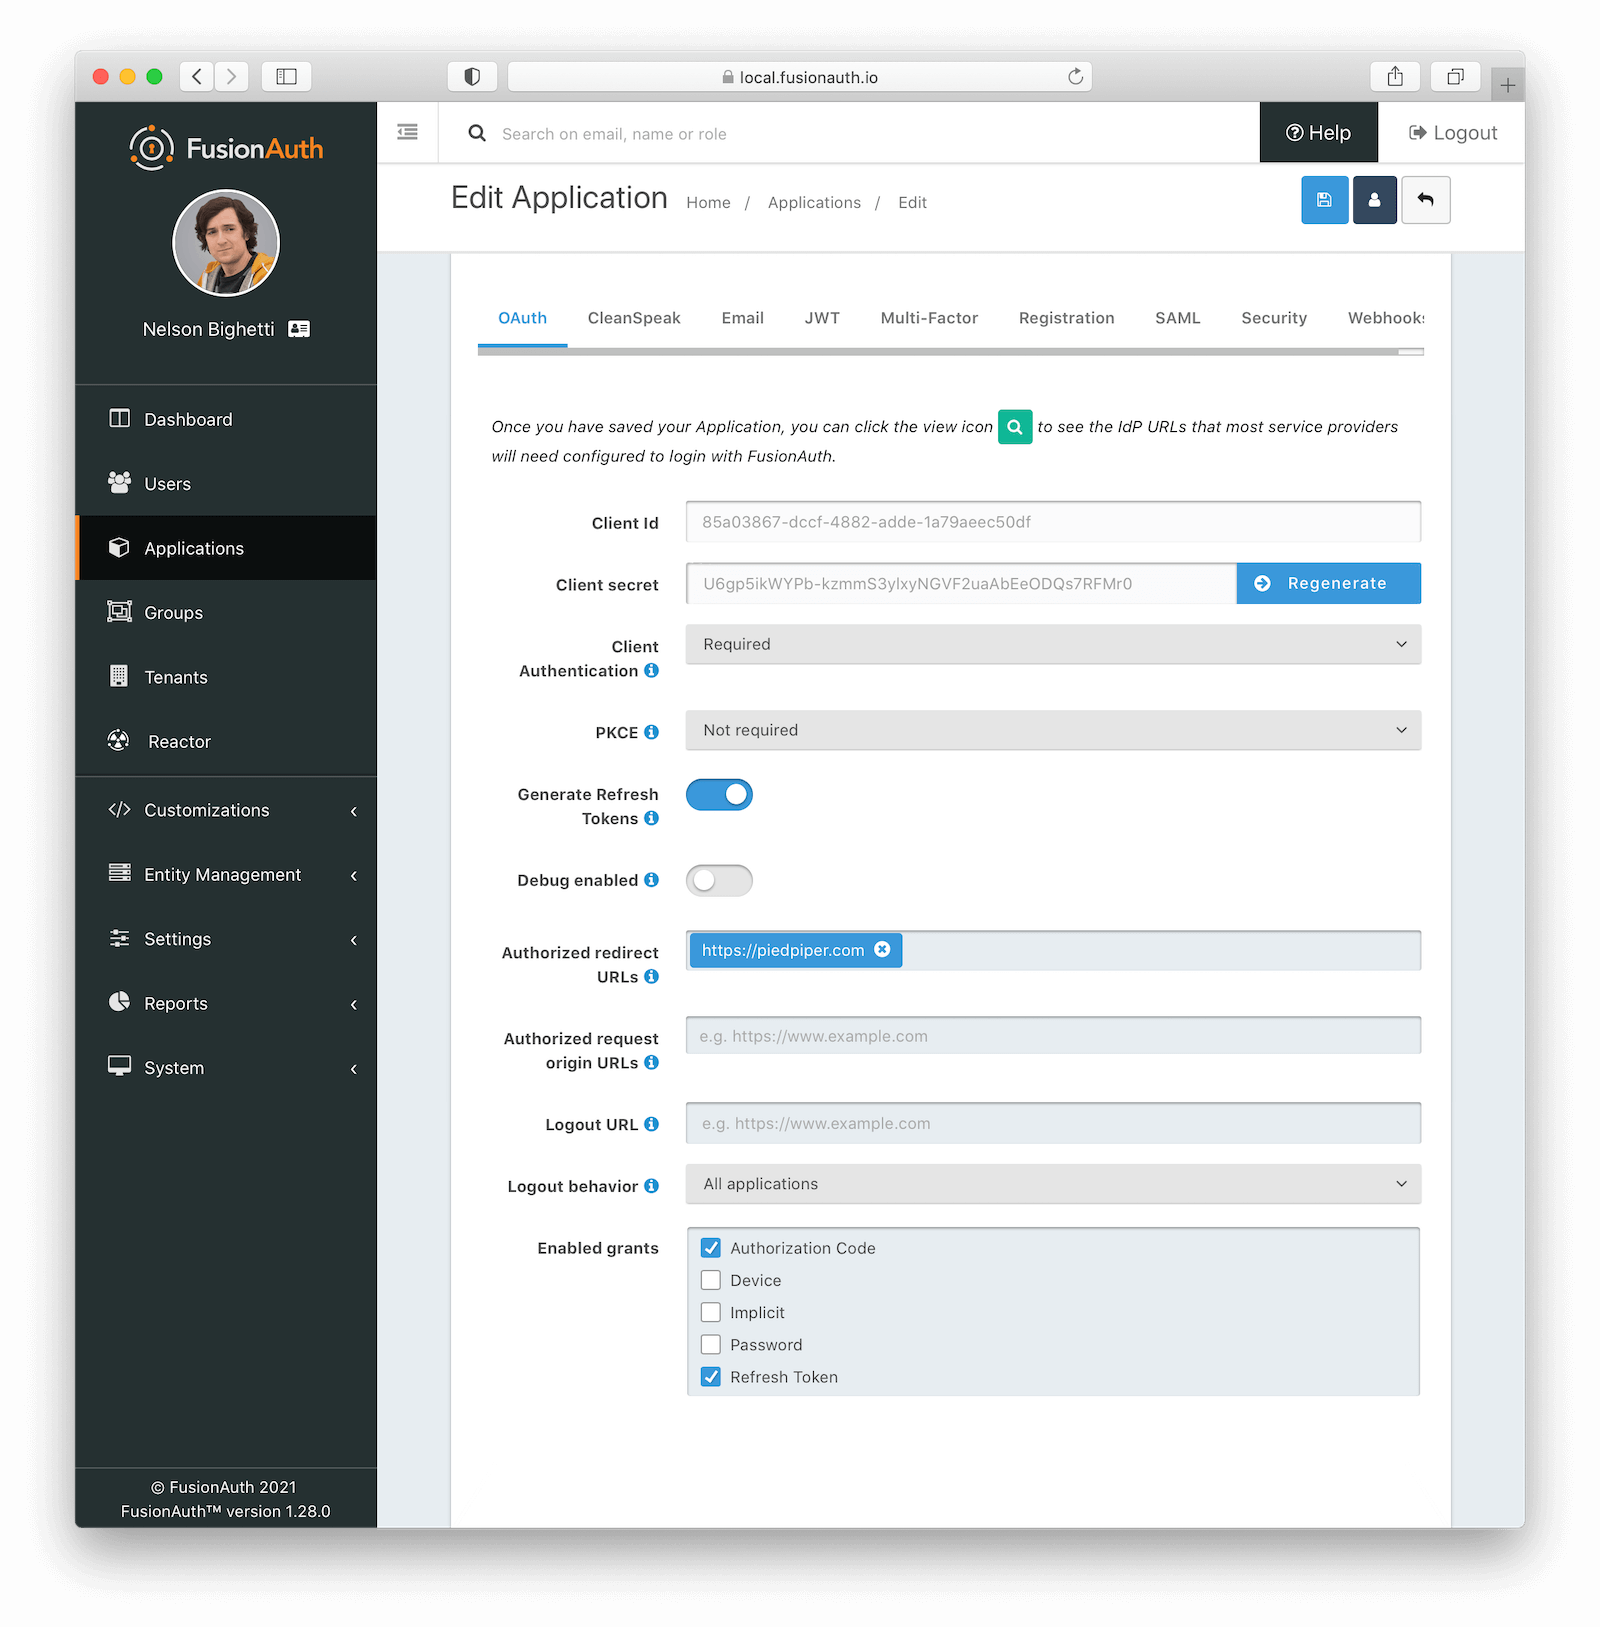 local.fusionauth.io
FusionAuth
Search on email, name or role
Help
Logout
Edit Application
Home / Applications / Edit
Nelson Bighetti
Dashboard
Users
Applications
Groups
Tenants
Reactor
Customizations
Entity Management
Settings
Reports
System
© FusionAuth 2021
FusionAuth™ version 1.28.0
OAuth CleanSpeak Email JWT Multi-Factor Registration SAML Security Webhooks
Once you have saved your Application, you can click the view icon to see the IdP URLs that most service providers
will need configured to login with FusionAuth.
Client Id
85a03867-dccf-4882-adde-1a79aeec50df
Client secret
U6gp5ikWYPb-kzmmS3ylxyNGVF2uaAbEeODQs7RFMr0
Regenerate
Client
Authentication
Required
PKCE
Not required
Generate Refresh
Tokens
Debug enabled
Authorized redirect
URLs
https://piedpiper.com
Authorized request
origin URLs
e.g. https://www.example.com
Logout URL
e.g. https://www.example.com
Logout behavior
All applications
Enabled grants
Authorization Code
Device
Implicit
Password
Refresh Token